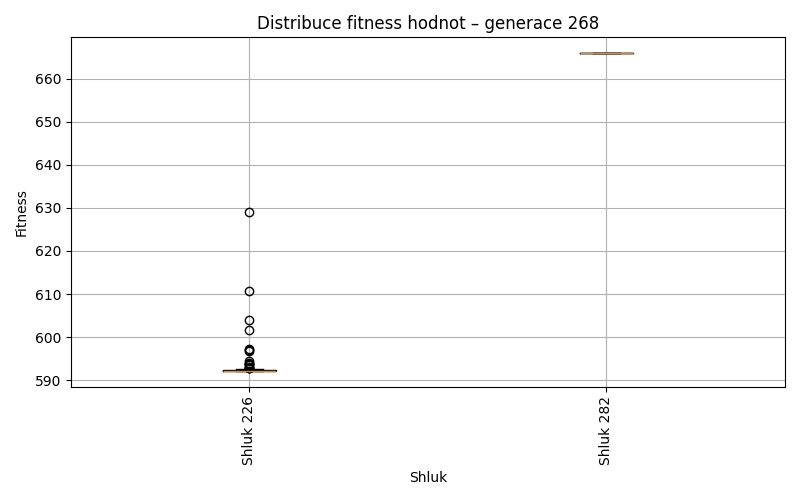 Distribuce fitness hodnot – generace 268
Fitness
660
650
640
630
620
610
600
590
Shluk 226
Shluk 282
Shluk